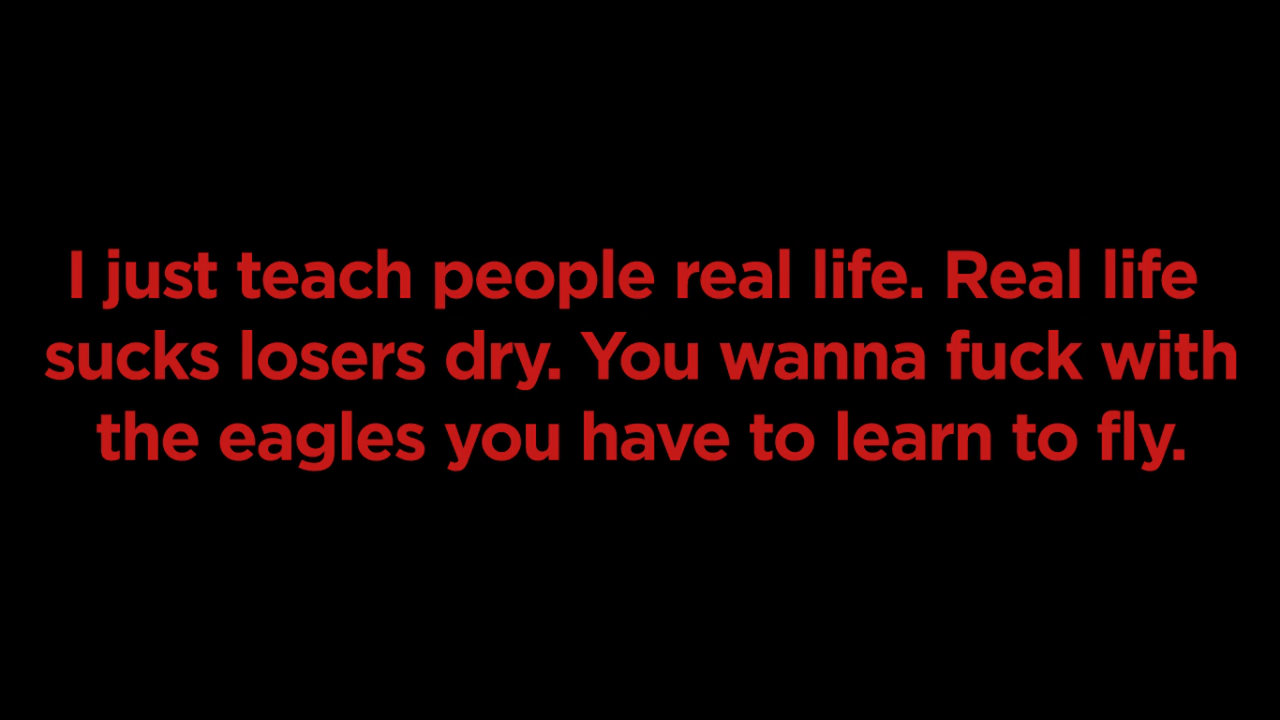 I just teach people real life. Real life
sucks losers dry. You wanna fuck with
the eagles you have to learn to fly.